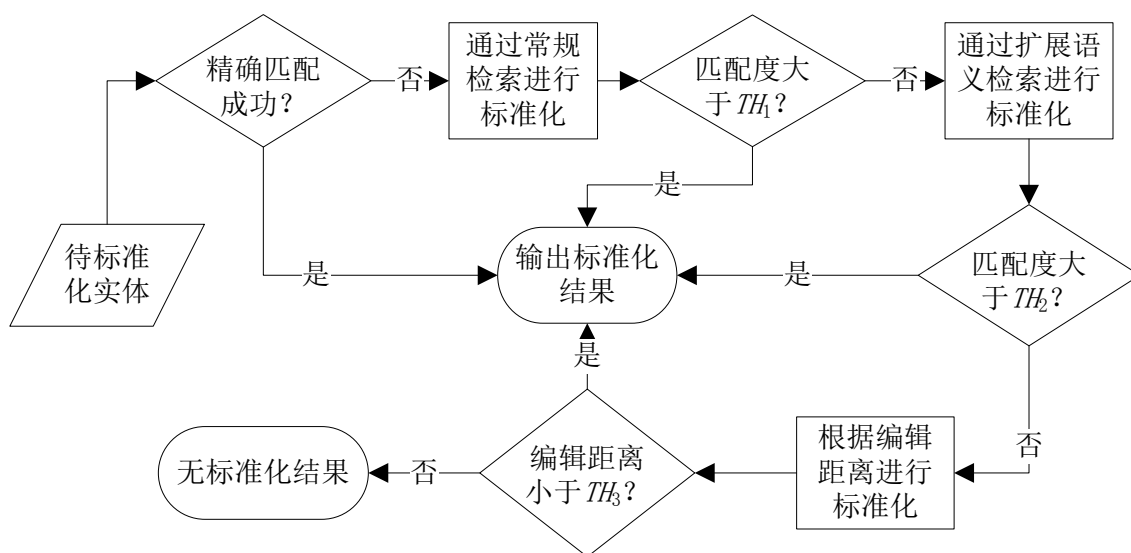 精确匹配
成功？
否
通过常规
检索进行
标准化
匹配度大
于TH₁？
否
通过扩展语
义检索进行
标准化
是
待标准
化实体
是
输出标准化
结果
是
匹配度大
于TH₂？
是
否
无标准化结果
否
编辑距离
小于TH₃？
根据编辑
距离进行
标准化